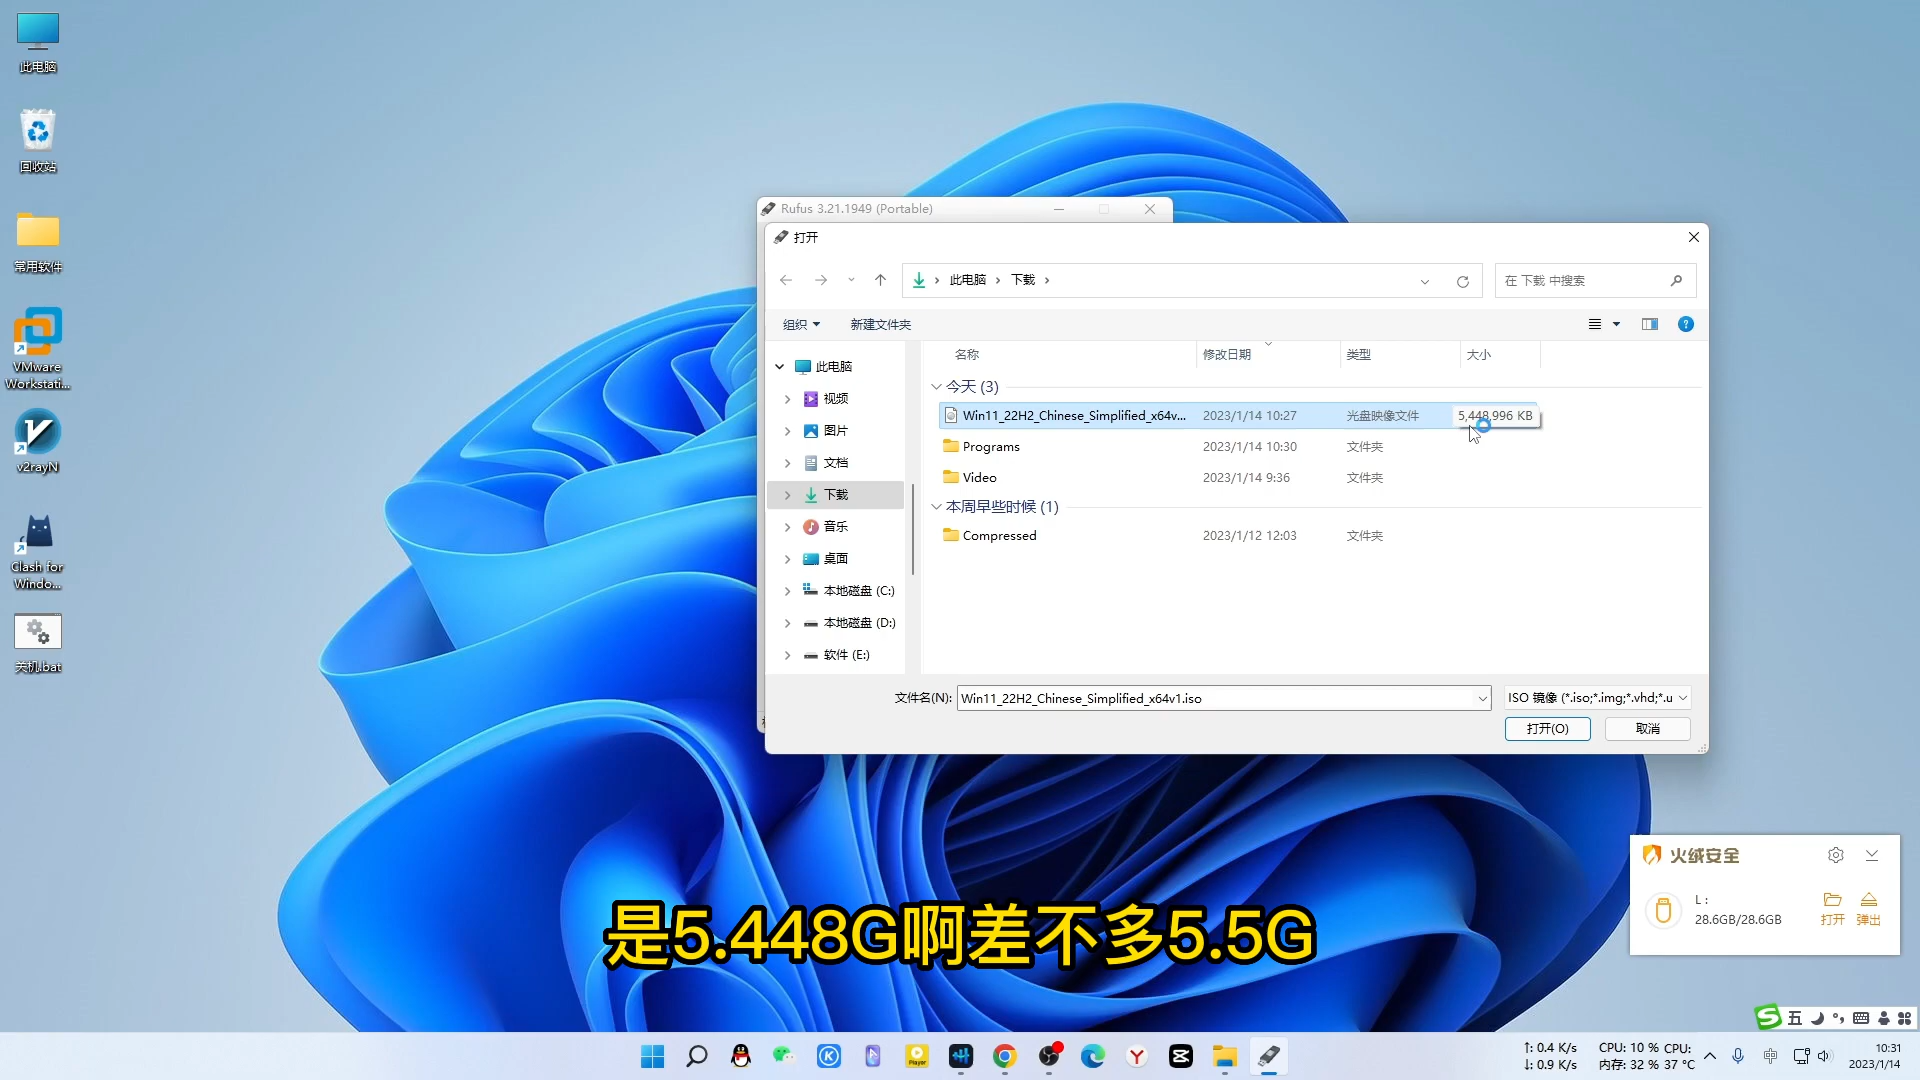 此电脑
回收站
常用软件
VMware
Workstati...
v2rayN
Clash for
Windo...
关机.bat
Rufus 3.21.1949 (Portable)
打开
此电脑 下载
在 下载 中搜索
组织
新建文件夹
名称 修改日期 类型 大小
此电脑
视频
图片
文档
下载
音乐
桌面
本地磁盘 (C:)
本地磁盘 (D:)
软件 (E:)
今天 (3)
Win11_22H2_Chinese_Simplified_x64v... 2023/1/14 10:27 光盘映像文件 5,448,996 KB
Programs 2023/1/14 10:30 文件夹
Video 2023/1/14 9:36 文件夹
本周早些时候 (1)
Compressed 2023/1/12 12:03 文件夹
文件名(N): Win11_22H2_Chinese_Simplified_x64v1.iso
ISO 镜像 (*.iso;*.img;*.vhd;*.u
打开(O)
取消
火绒安全
L:
28.6GB/28.6GB
打开
弹出
是5.448G啊差不多5.5G
五
Player
↑: 0.4 K/s
↓: 0.9 K/s
CPU: 10 % CPU:
内存: 32 % 37 °C
中
10:31
2023/1/14